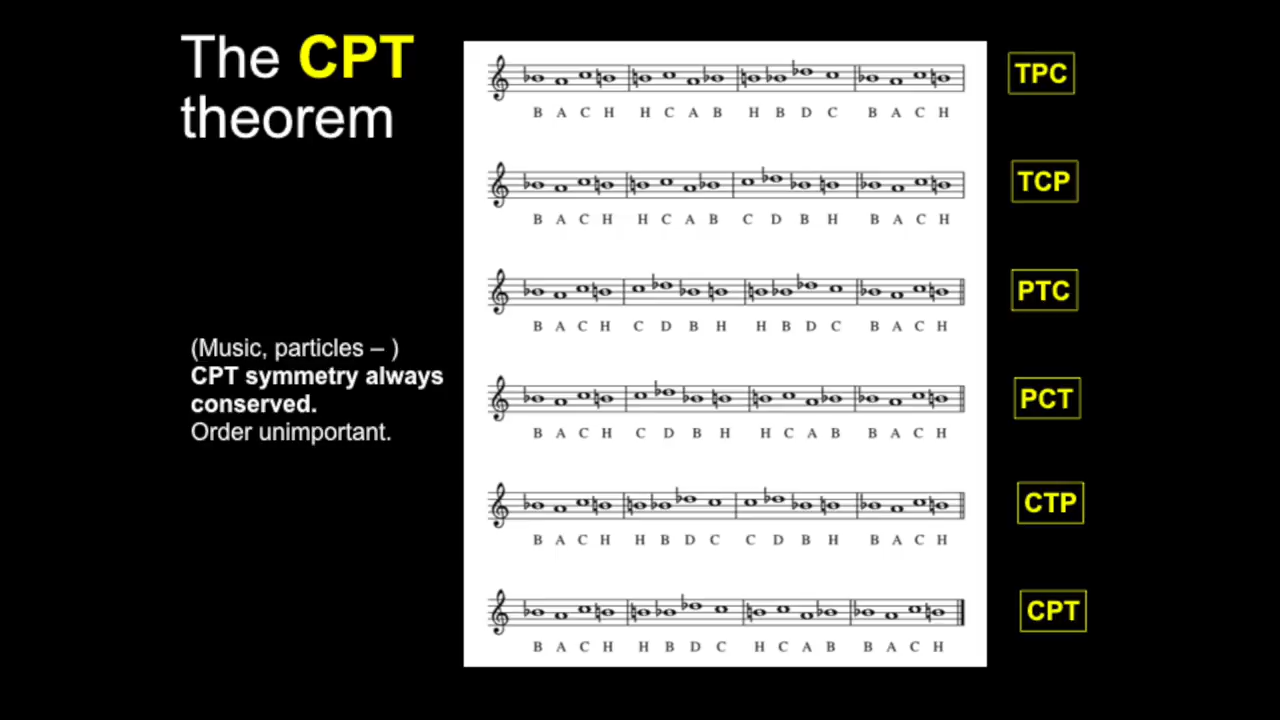 The CPT
theorem
(Music, particles – )
CPT symmetry always
conserved.
Order unimportant.
B A C H H C A B H B D C B A C H
TPC
B A C H H C A B C D B H B A C H
TCP
B A C H C D B H H B D C B A C H
PTC
B A C H C D B H H C A B B A C H
PCT
B A C H H B D C C D B H B A C H
CTP
B A C H H B D C H C A B B A C H
CPT